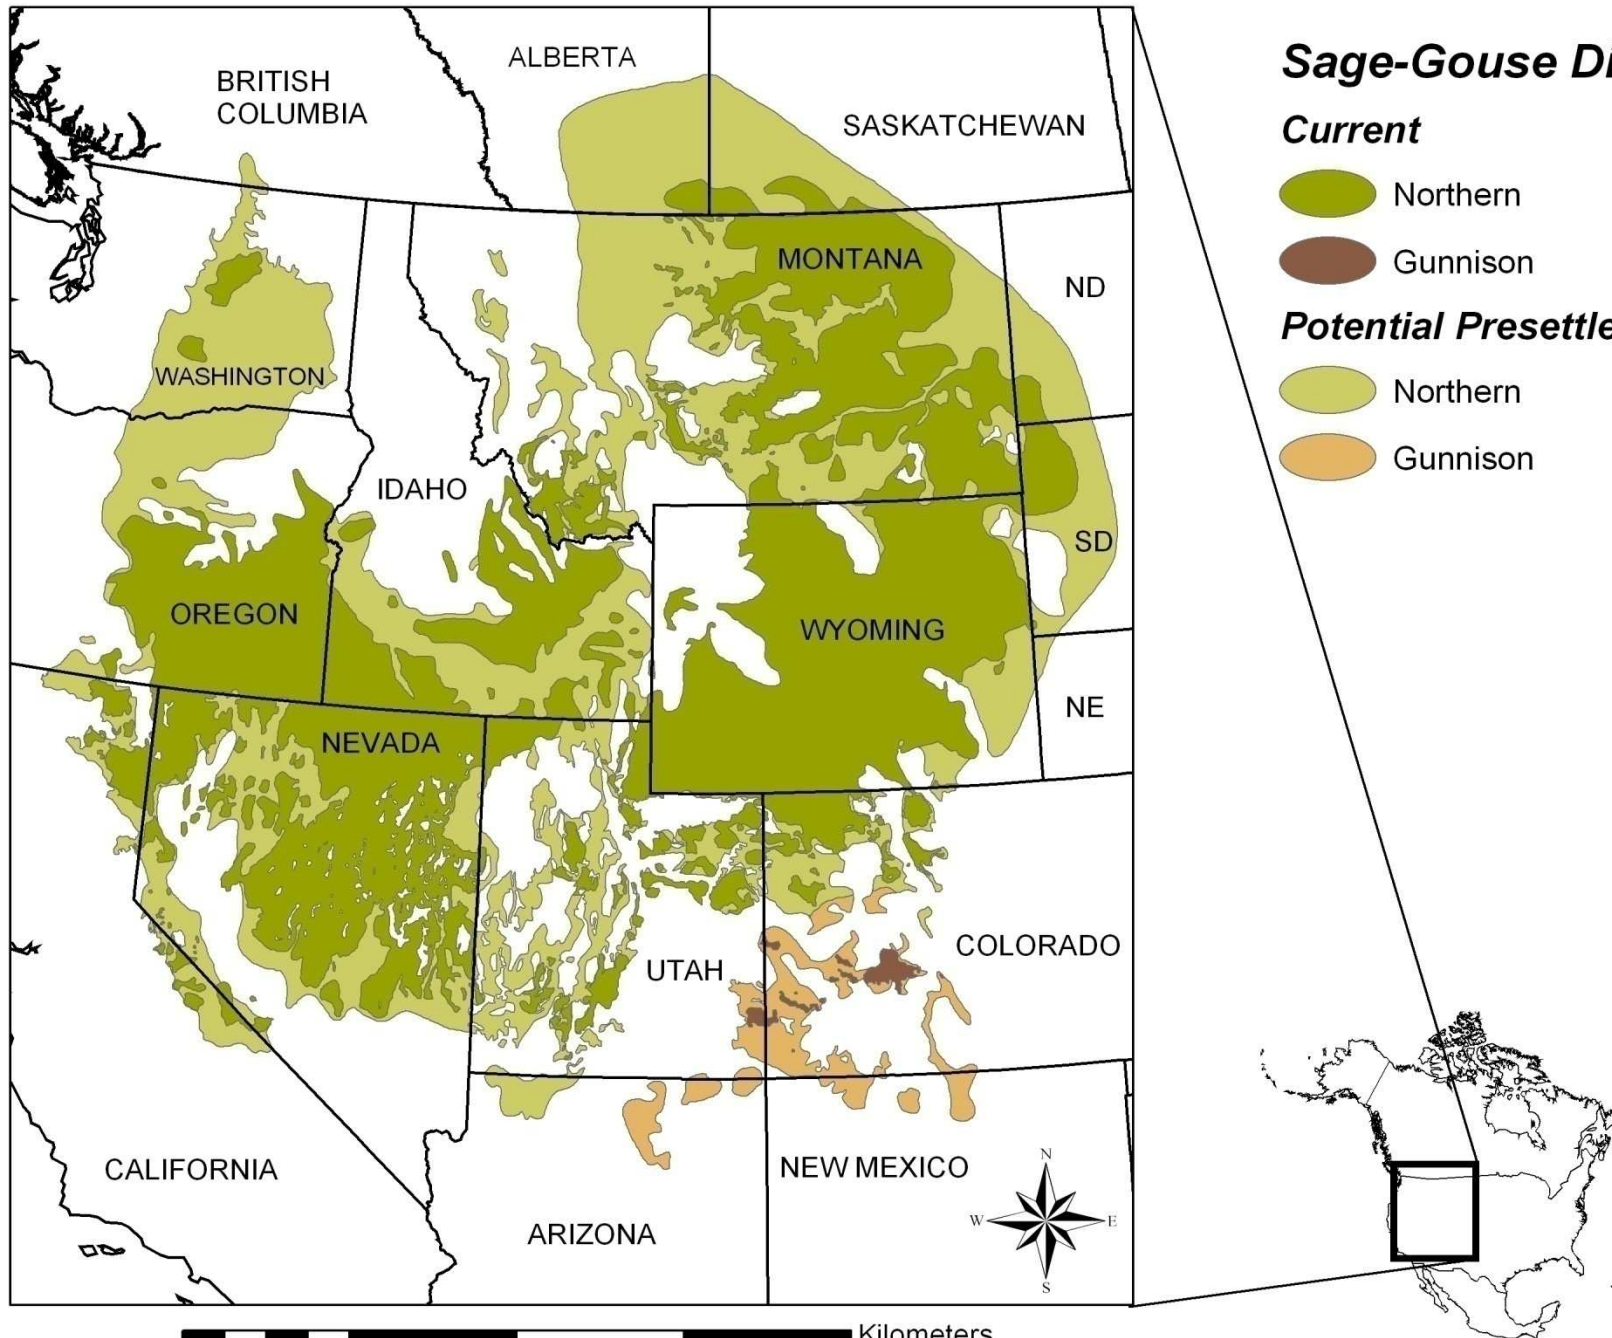 Sage-Gouse Di
Current
Northern
Gunnison
Potential Presettle
Northern
Gunnison
ALBERTA
BRITISH
COLUMBIA
SASKATCHEWAN
MONTANA
ND
WASHINGTON
IDAHO
SD
OREGON
WYOMING
NE
NEVADA
UTAH
COLORADO
CALIFORNIA
ARIZONA
NEW MEXICO
N
W
E
S
Kilometers